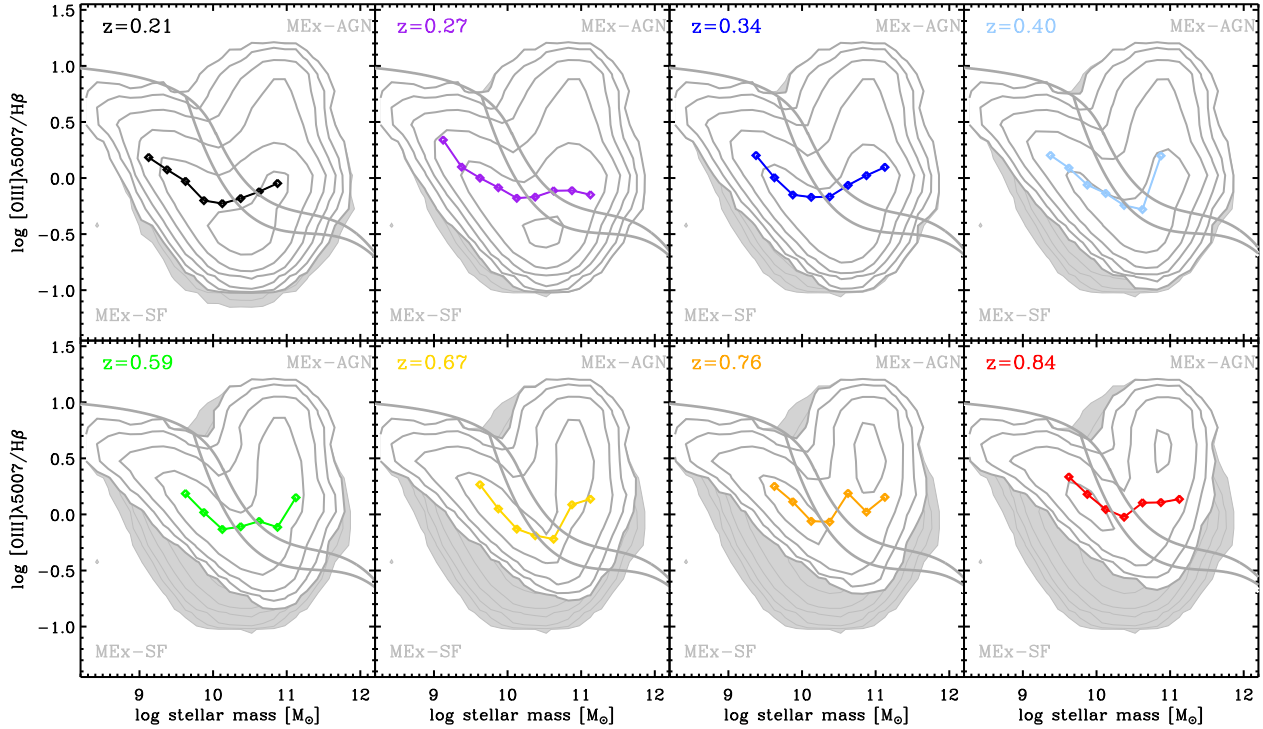 z=0.21 MEx-AGN
z=0.27 MEx-AGN
z=0.34 MEx-AGN
z=0.40 MEx-AGN
1.5
1.0
0.5
0.0
−0.5
−1.0
log [OIII]λ5007/Hβ
MEx-SF
MEx-SF
MEx-SF
MEx-SF
z=0.59 MEx-AGN
z=0.67 MEx-AGN
z=0.76 MEx-AGN
z=0.84 MEx-AGN
1.5
1.0
0.5
0.0
−0.5
−1.0
log [OIII]λ5007/Hβ
MEx-SF
MEx-SF
MEx-SF
MEx-SF
9 10 11 12
9 10 11 12
9 10 11 12
9 10 11 12
log stellar mass [M☉]
log stellar mass [M☉]
log stellar mass [M☉]
log stellar mass [M☉]